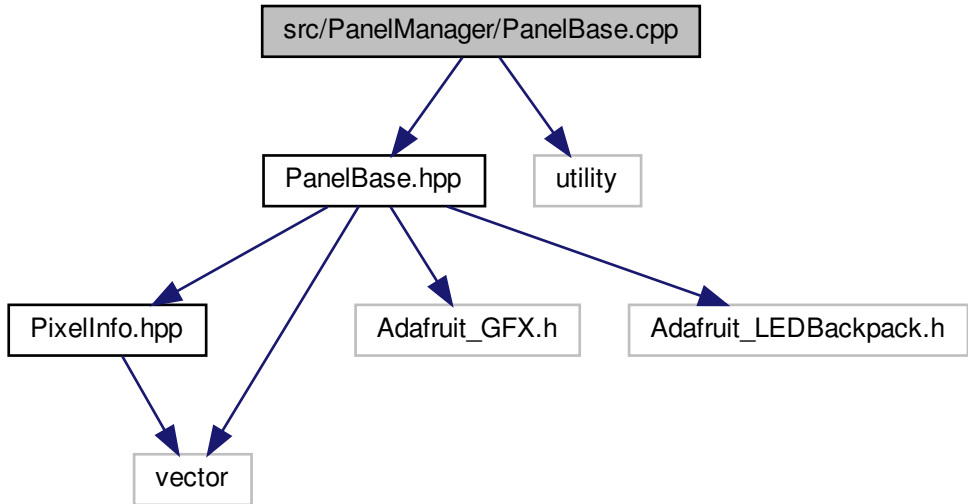 src/PanelManager/PanelBase.cpp
PanelBase.hpp
utility
PixelInfo.hpp
Adafruit_GFX.h
Adafruit_LEDBackpack.h
vector